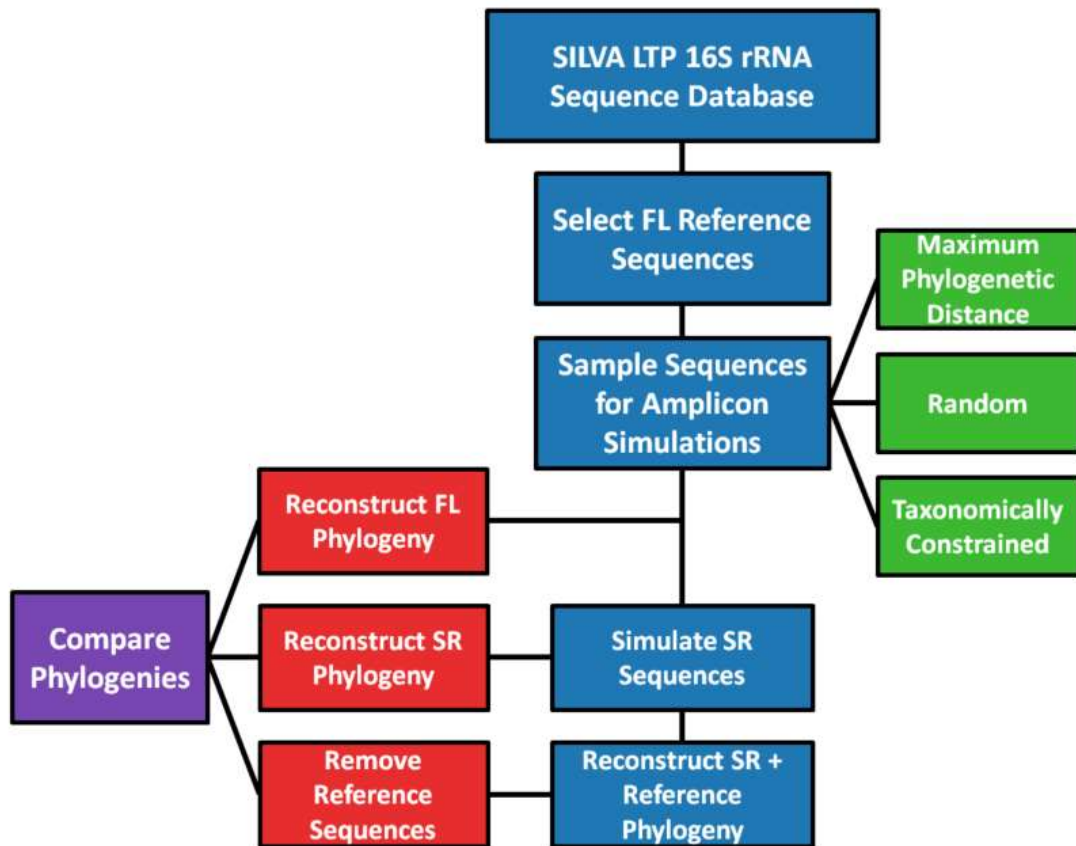 SILVA LTP 16S rRNA
Sequence Database
Select FL Reference
Sequences
Maximum
Phylogenetic
Distance
Sample Sequences
for Amplicon
Simulations
Random
Taxonomically
Constrained
Reconstruct FL
Phylogeny
Compare
Phylogenies
Reconstruct SR
Phylogeny
Simulate SR
Sequences
Remove
Reference
Sequences
Reconstruct SR +
Reference
Phylogeny